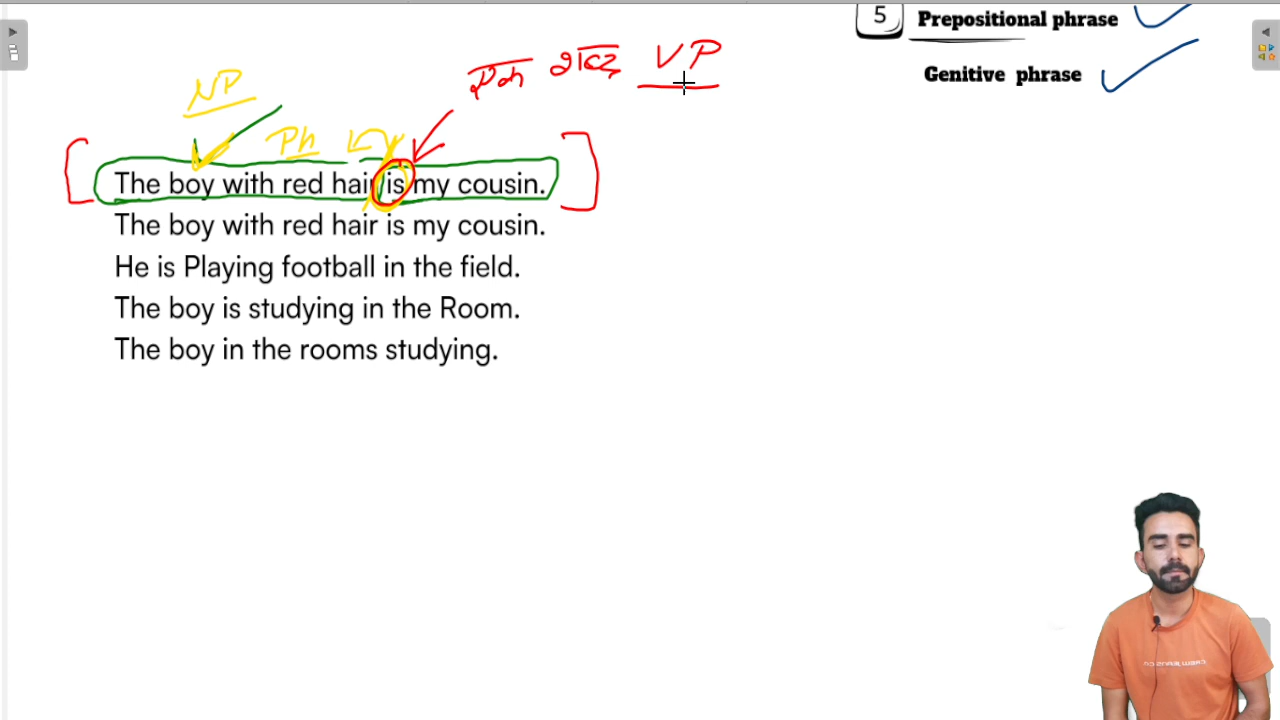 5 Prepositional phrase
Genitive phrase
VP
NP
Ph
The boy with red hair is my cousin.
The boy with red hair is my cousin.
He is Playing football in the field.
The boy is studying in the Room.
The boy in the rooms studying.